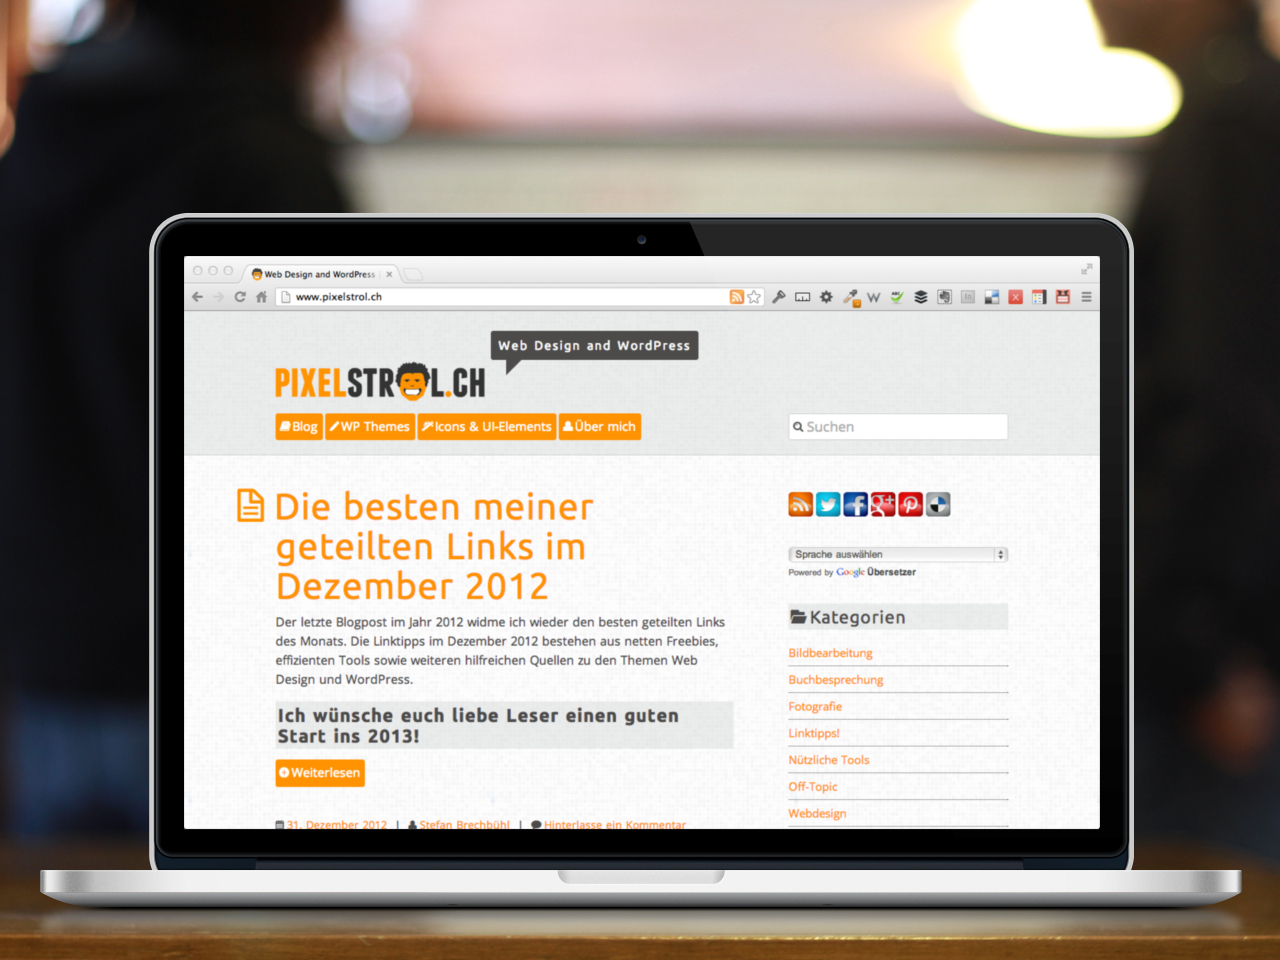 Web Design and WordPress
www.pixelstrol.ch
Web Design and WordPress
PIXELSTROL.CH
Blog
WP Themes
Icons & UI-Elements
Über mich
Suchen
Die besten meiner
geteilten Links im
Dezember 2012
Der letzte Blogpost im Jahr 2012 widme ich wieder den besten geteilten Links
des Monats. Die Linktipps im Dezember 2012 bestehen aus netten Freebies,
effizienten Tools sowie weiteren hilfreichen Quellen zu den Themen Web
Design und WordPress.
Ich wünsche euch liebe Leser einen guten
Start ins 2013!
Weiterlesen
31. Dezember 2012 | Stefan Brechbühl | Hinterlasse ein Kommentar
Sprache auswählen
Powered by Google Übersetzer
Kategorien
Bildbearbeitung
Buchbesprechung
Fotografie
Linktipps!
Nützliche Tools
Off-Topic
Webdesign